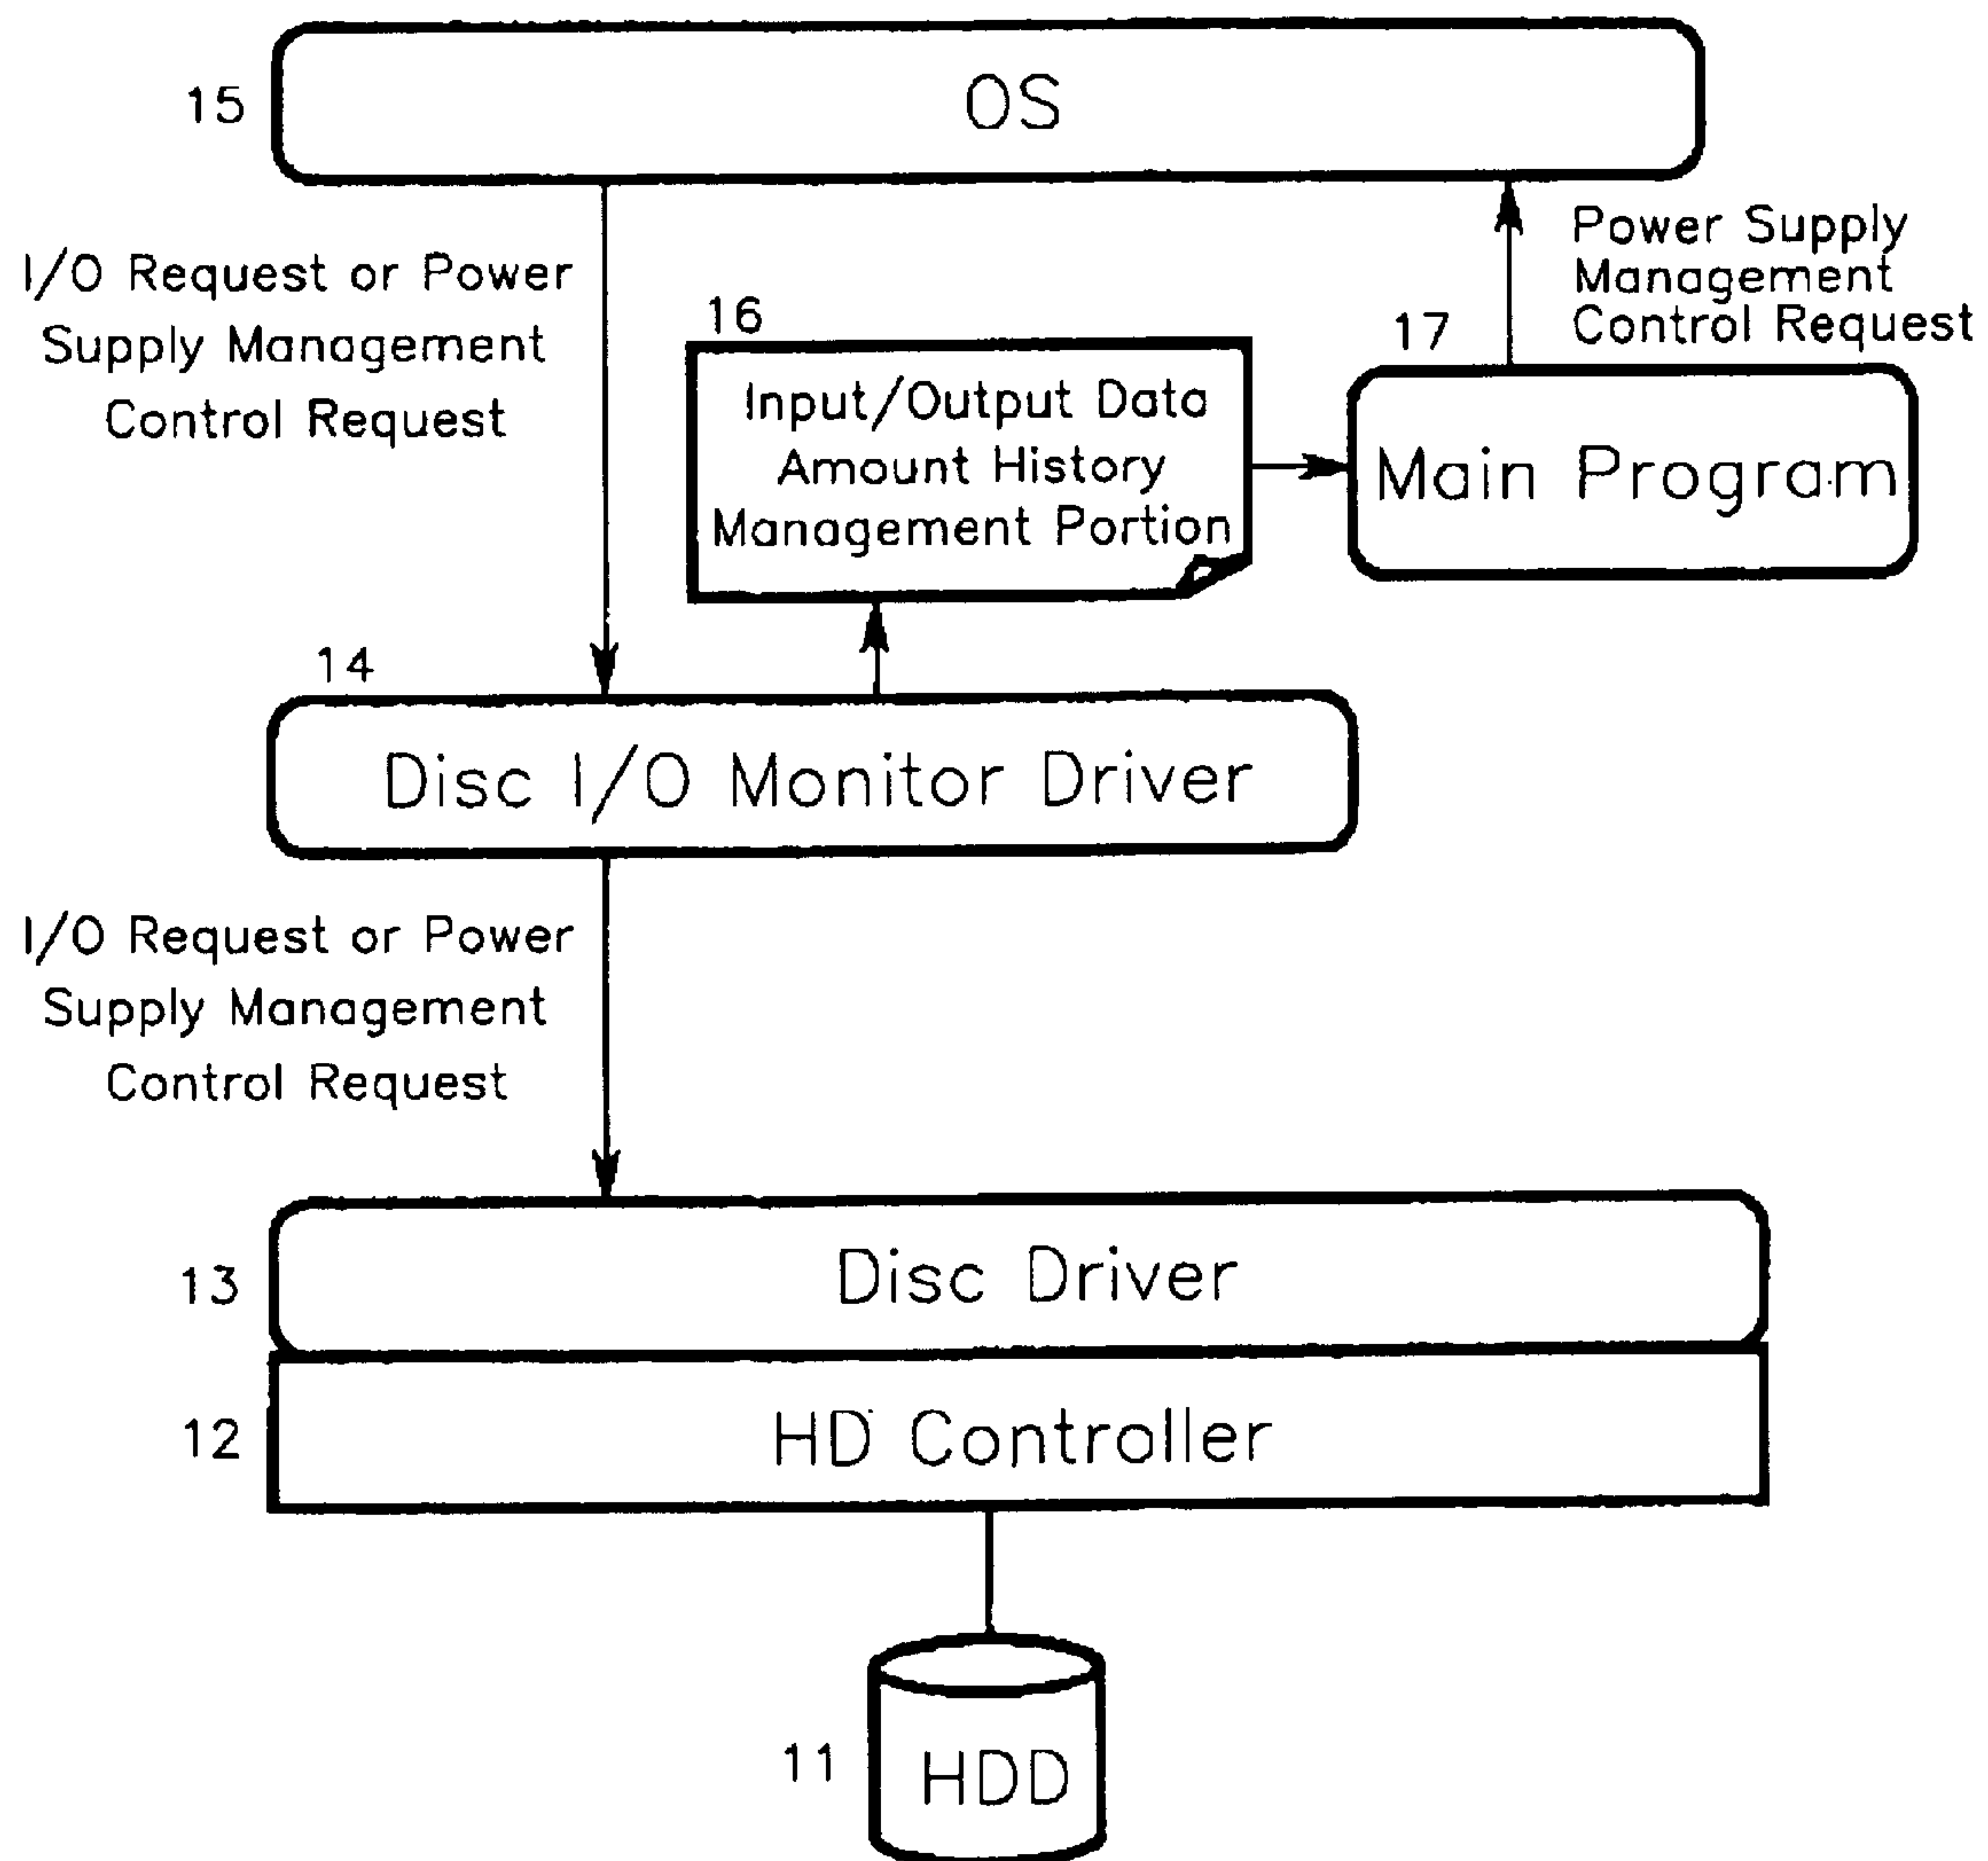 15
OS
I/O Request or Power
Supply Management
Control Request
Power Supply
Management
Control Request
16
Input/Output Data
Amount History
Management Portion
17
Main Program
14
Disc I/O Monitor Driver
I/O Request or Power
Supply Management
Control Request
13
Disc Driver
12
HD Controller
11
HDD